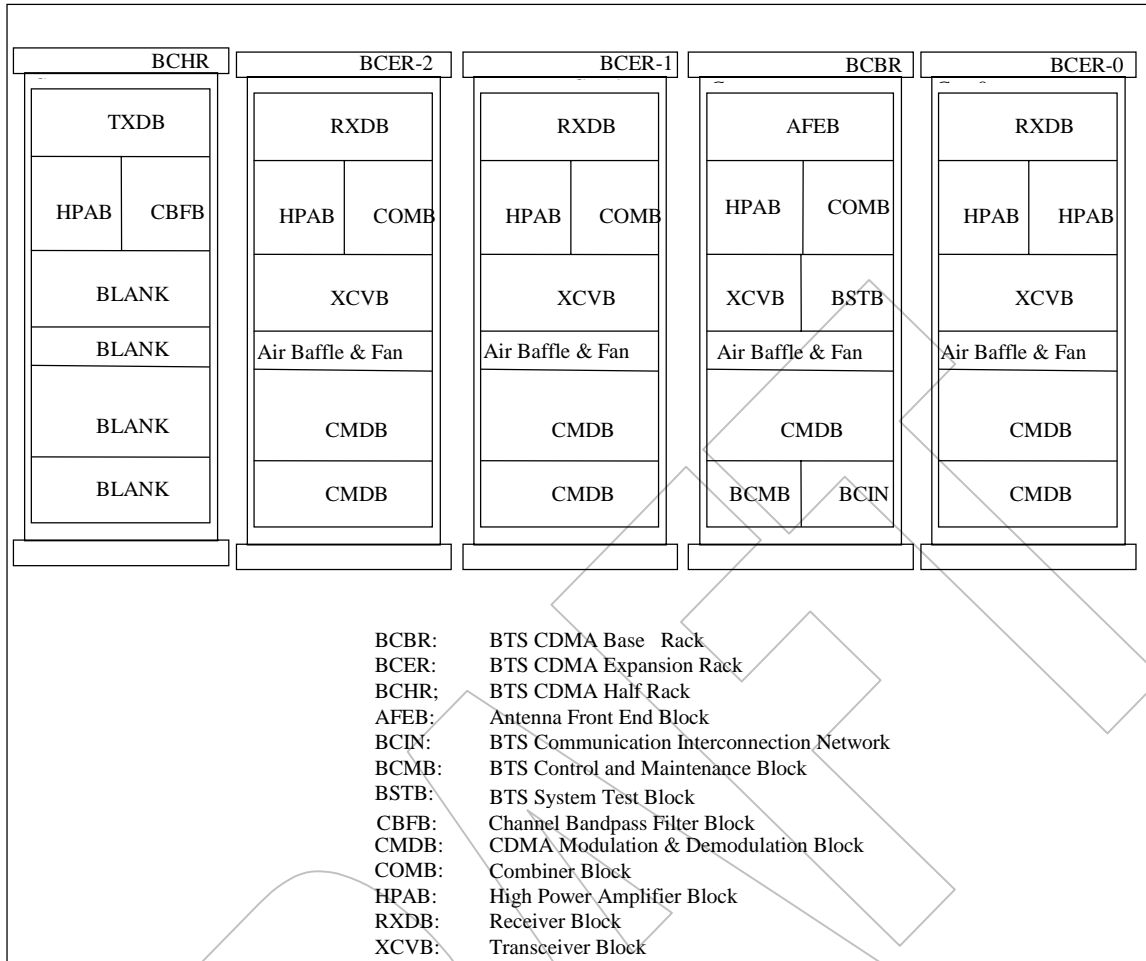 BCHR BCER-2 BCER-1 BCBR BCER-0
TXDB RXDB RXDB AFEB RXDB
HPAB CBFB HPAB COMB HPAB COMB HPAB COMB HPAB HPAB
BLANK XCVB XCVB XCVB BSTB XCVB
BLANK Air Baffle & Fan Air Baffle & Fan Air Baffle & Fan Air Baffle & Fan
BLANK CMDB CMDB CMDB CMDB
BLANK CMDB CMDB BCMB BCIN CMDB
BCBR: BTS CDMA Base Rack
BCER: BTS CDMA Expansion Rack
BCHR; BTS CDMA Half Rack
AFEB: Antenna Front End Block
BCIN: BTS Communication Interconnection Network
BCMB: BTS Control and Maintenance Block
BSTB: BTS System Test Block
CBFB: Channel Bandpass Filter Block
CMDB: CDMA Modulation & Demodulation Block
COMB: Combiner Block
HPAB: High Power Amplifier Block
RXDB: Receiver Block
XCVB: Transceiver Block